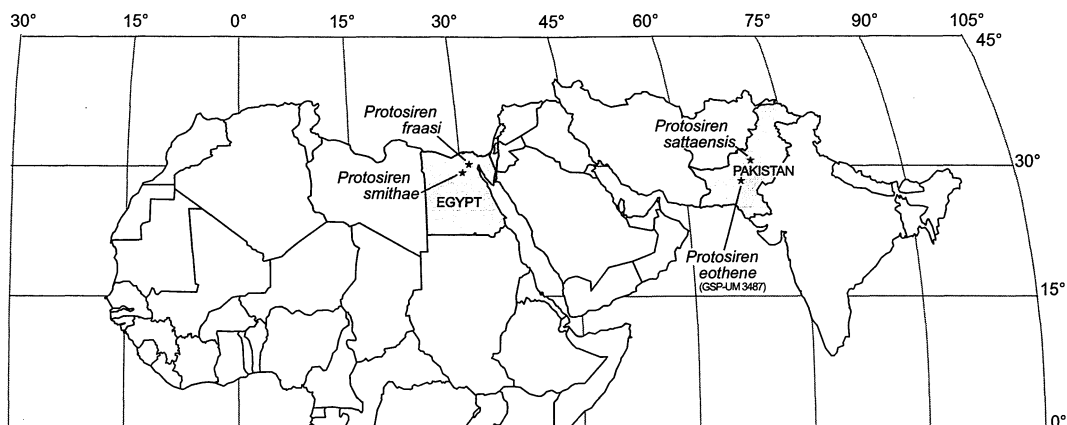 30° 15° 0° 15° 30° 45° 60° 75° 90° 105°
45°
Protosiren
fraasi
Protosiren
sattaensis
30°
PAKISTAN
Protosiren
smithae
EGYPT
Protosiren
eothene
(GSP-UM 3487)
15°
0°